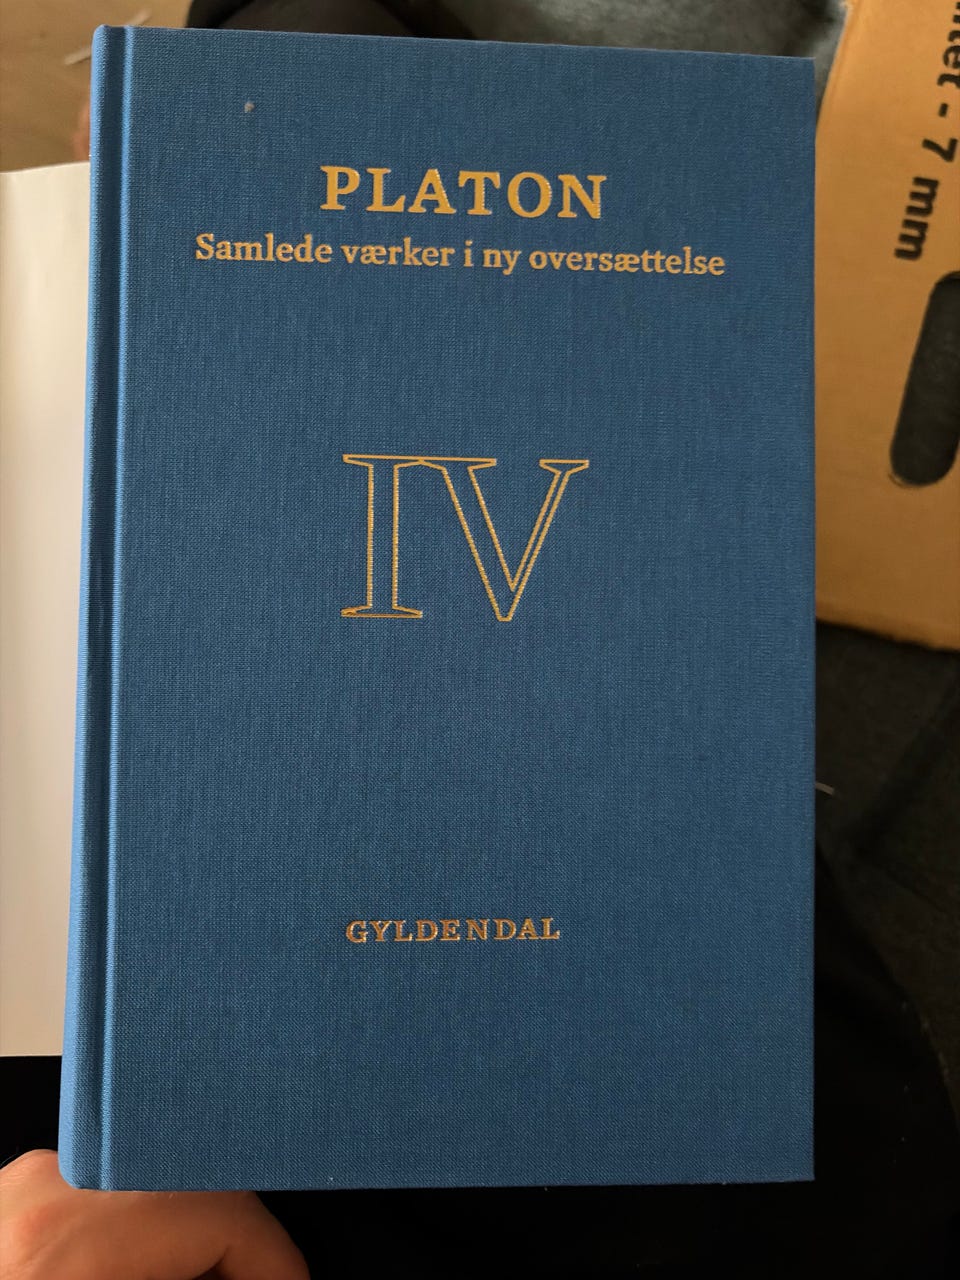 PLATON
Samlede værker i ny oversættelse
IV
GYLDENDAL
- 7 mm